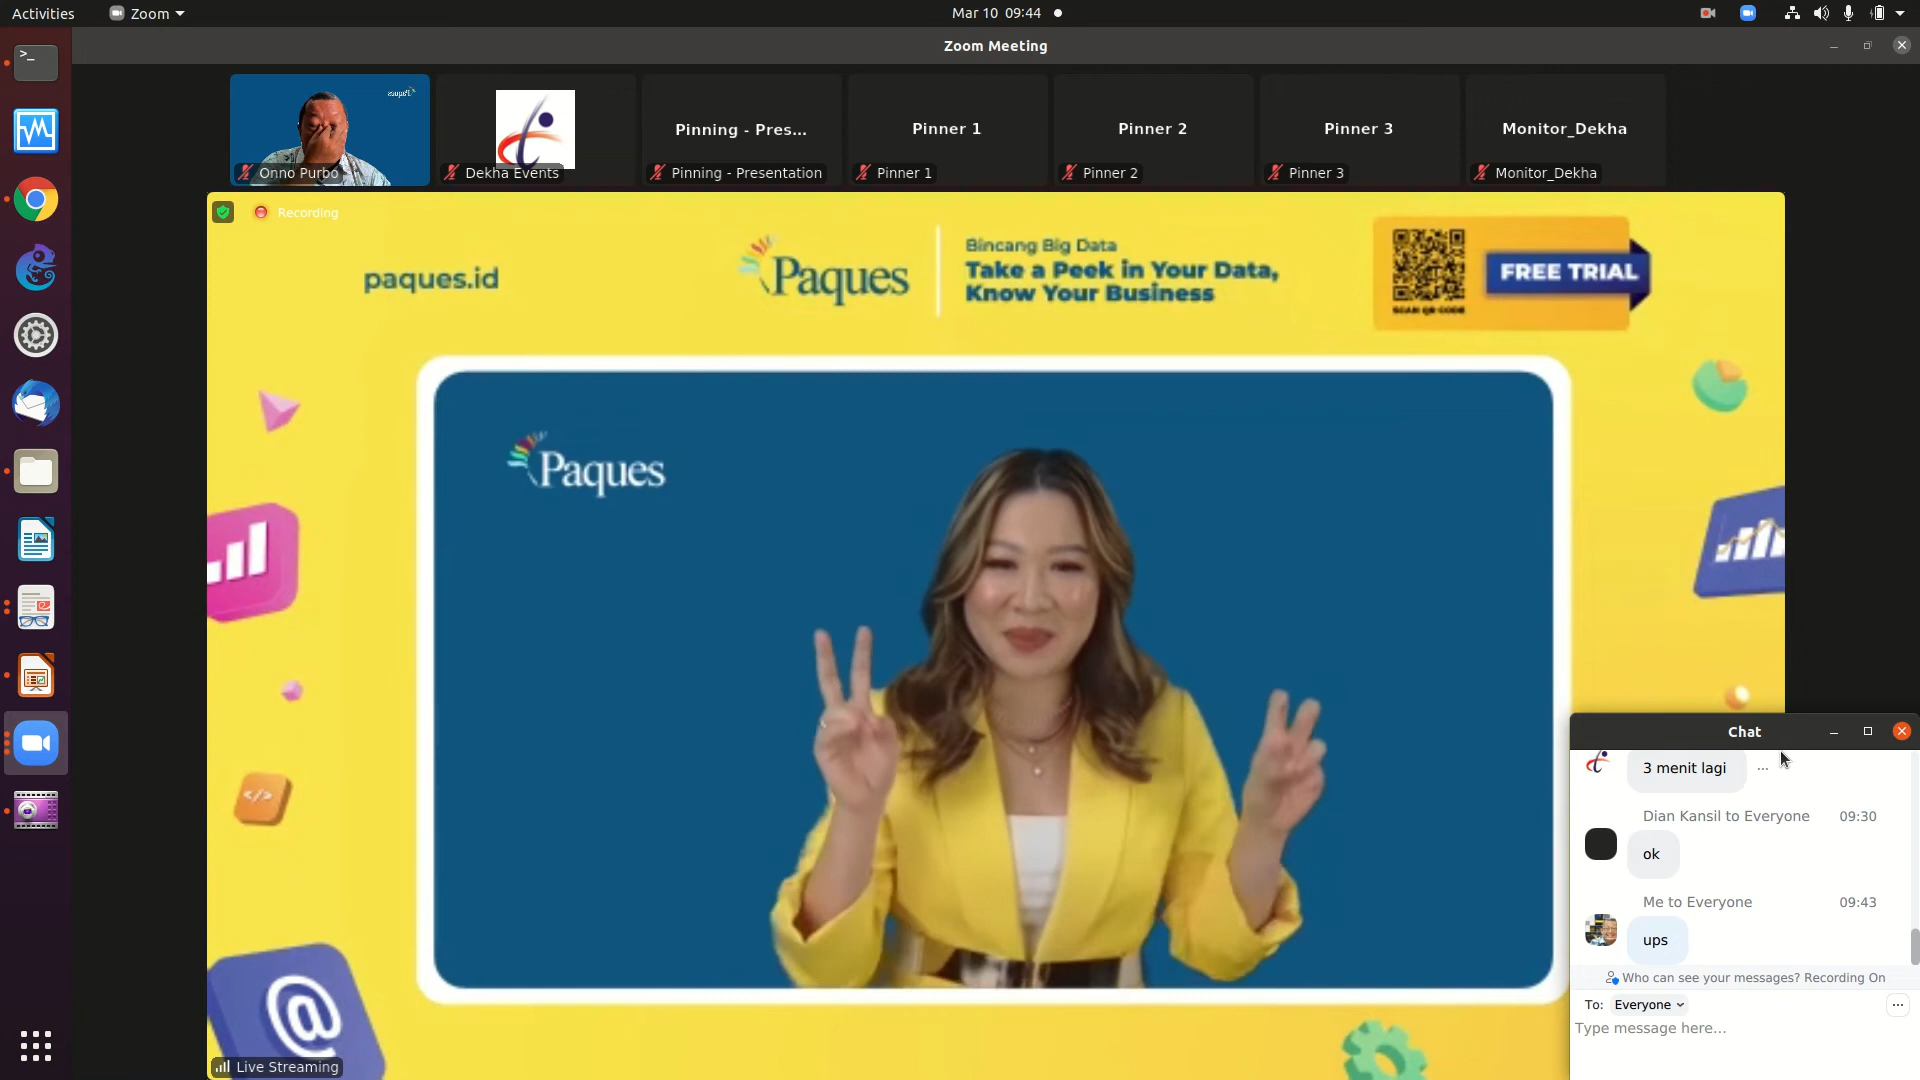 Activities
Zoom
Mar 10 09:44
Zoom Meeting
Onno Purbo
Dekha Events
Pinning - Pres...
Pinning - Presentation
Pinner 1
Pinner 1
Pinner 2
Pinner 2
Pinner 3
Pinner 3
Monitor_Dekha
Monitor_Dekha
Recording
paques.id
Paques
Bincang Big Data
Take a Peek in Your Data,
Know Your Business
SCAN QR CODE
FREE TRIAL
Paques
@
</>
Live Streaming
Chat
3 menit lagi
...
Dian Kansil to Everyone 09:30
ok
Me to Everyone 09:43
ups
Who can see your messages? Recording On
To: Everyone
...
Type message here...